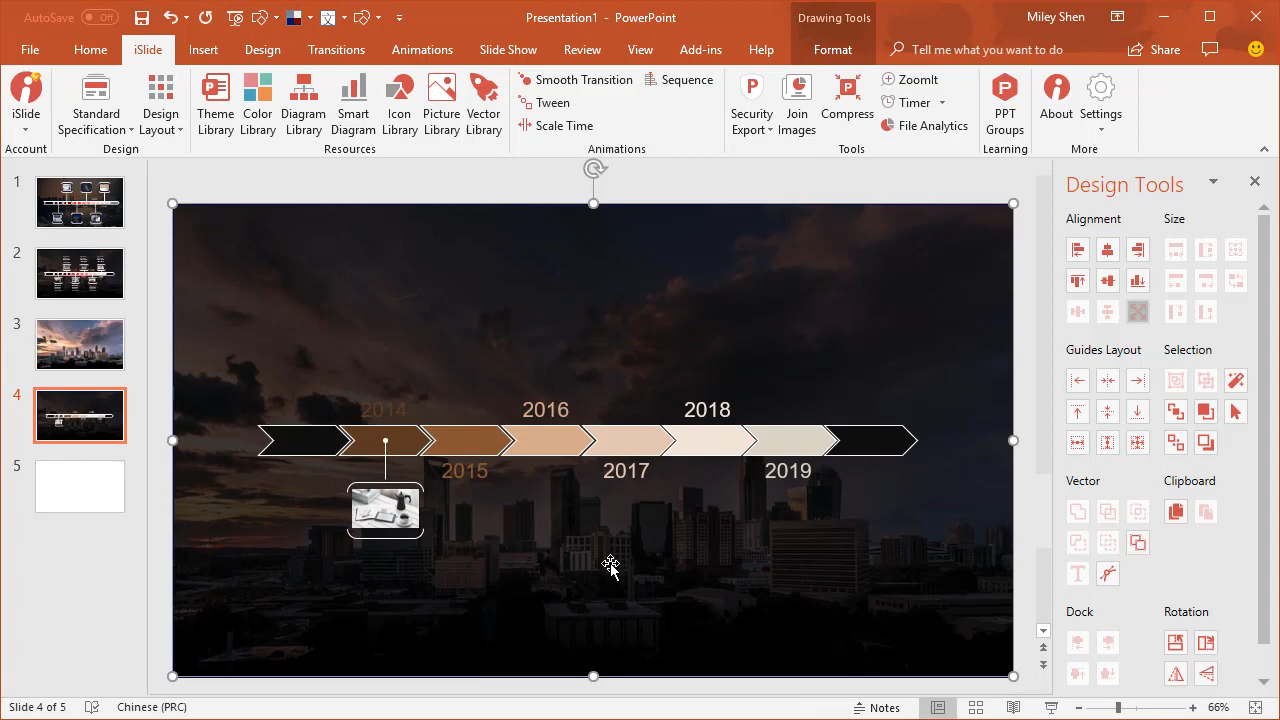 AutoSave Off Presentation1 - PowerPoint Drawing Tools Miley Shen
File Home iSlide Insert Design Transitions Animations Slide Show Review View Add-ins Help Format Tell me what you want to do Share
iSlide
Account
Standard
Specification
Design
Layout
Design
Theme
Library
Color
Library
Diagram
Library
Smart
Diagram
Icon
Library
Picture
Library
Vector
Library
Resources
Smooth Transition
Sequence
Tween
Scale Time
Animations
Security
Export
Join
Images
Compress
ZoomIt
Timer
File Analytics
Tools
PPT
Groups
Learning
About
Settings
More
1
2
3
4
5
2014 2016 2018
2015 2017 2019
Design Tools
Alignment Size
Guides Layout Selection
Vector Clipboard
Dock Rotation
Slide 4 of 5 Chinese (PRC) Notes 66%